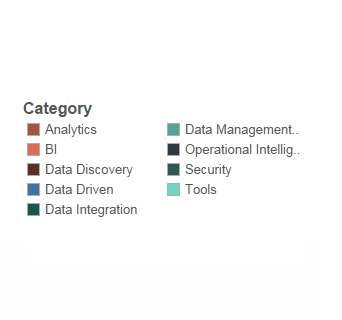 Category
Analytics
BI
Data Discovery
Data Driven
Data Integration
Data Management..
Operational Intellig..
Security
Tools